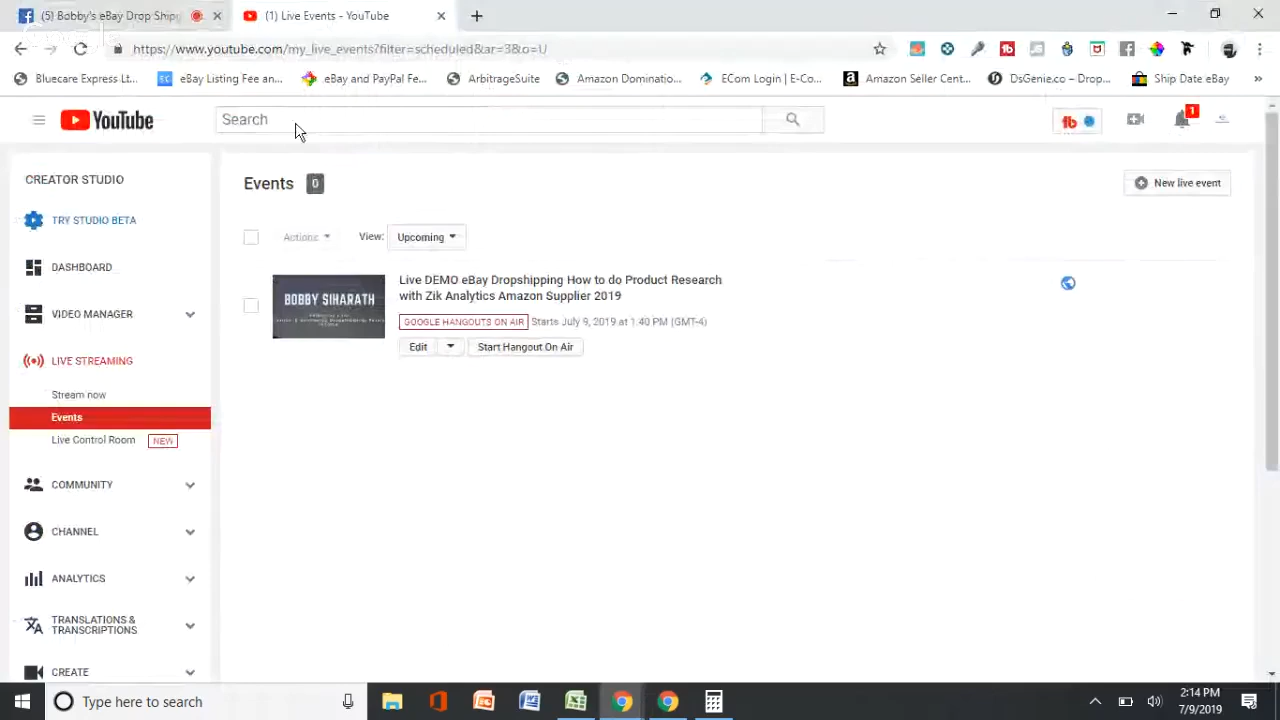 (5) Bobby's eBay Drop Ship
(1) Live Events - YouTube
https://www.youtube.com/my_live_events?filter=scheduled&ar=3&o=U
Bluecare Express Lt...
eBay Listing Fee an...
eBay and PayPal Fe...
ArbitrageSuite
Amazon Dominatio...
ECom Login | E-Co...
Amazon Seller Cent...
DsGenie.co – Drop...
Ship Date eBay
»
YouTube
Search
1
CREATOR STUDIO
TRY STUDIO BETA
DASHBOARD
VIDEO MANAGER
LIVE STREAMING
Stream now
Events
Live Control Room NEW
COMMUNITY
CHANNEL
ANALYTICS
TRANSLATIONS &
TRANSCRIPTIONS
CREATE
Events 0
New live event
Actions
View: Upcoming
BOBBY SIHARATH
Live DEMO eBay Dropshipping How to do Product Research
with Zik Analytics Amazon Supplier 2019
GOOGLE HANGOUTS ON AIR Starts July 9, 2019 at 1:40 PM (GMT-4)
Edit
Start Hangout On Air
Type here to search
2:14 PM
7/9/2019